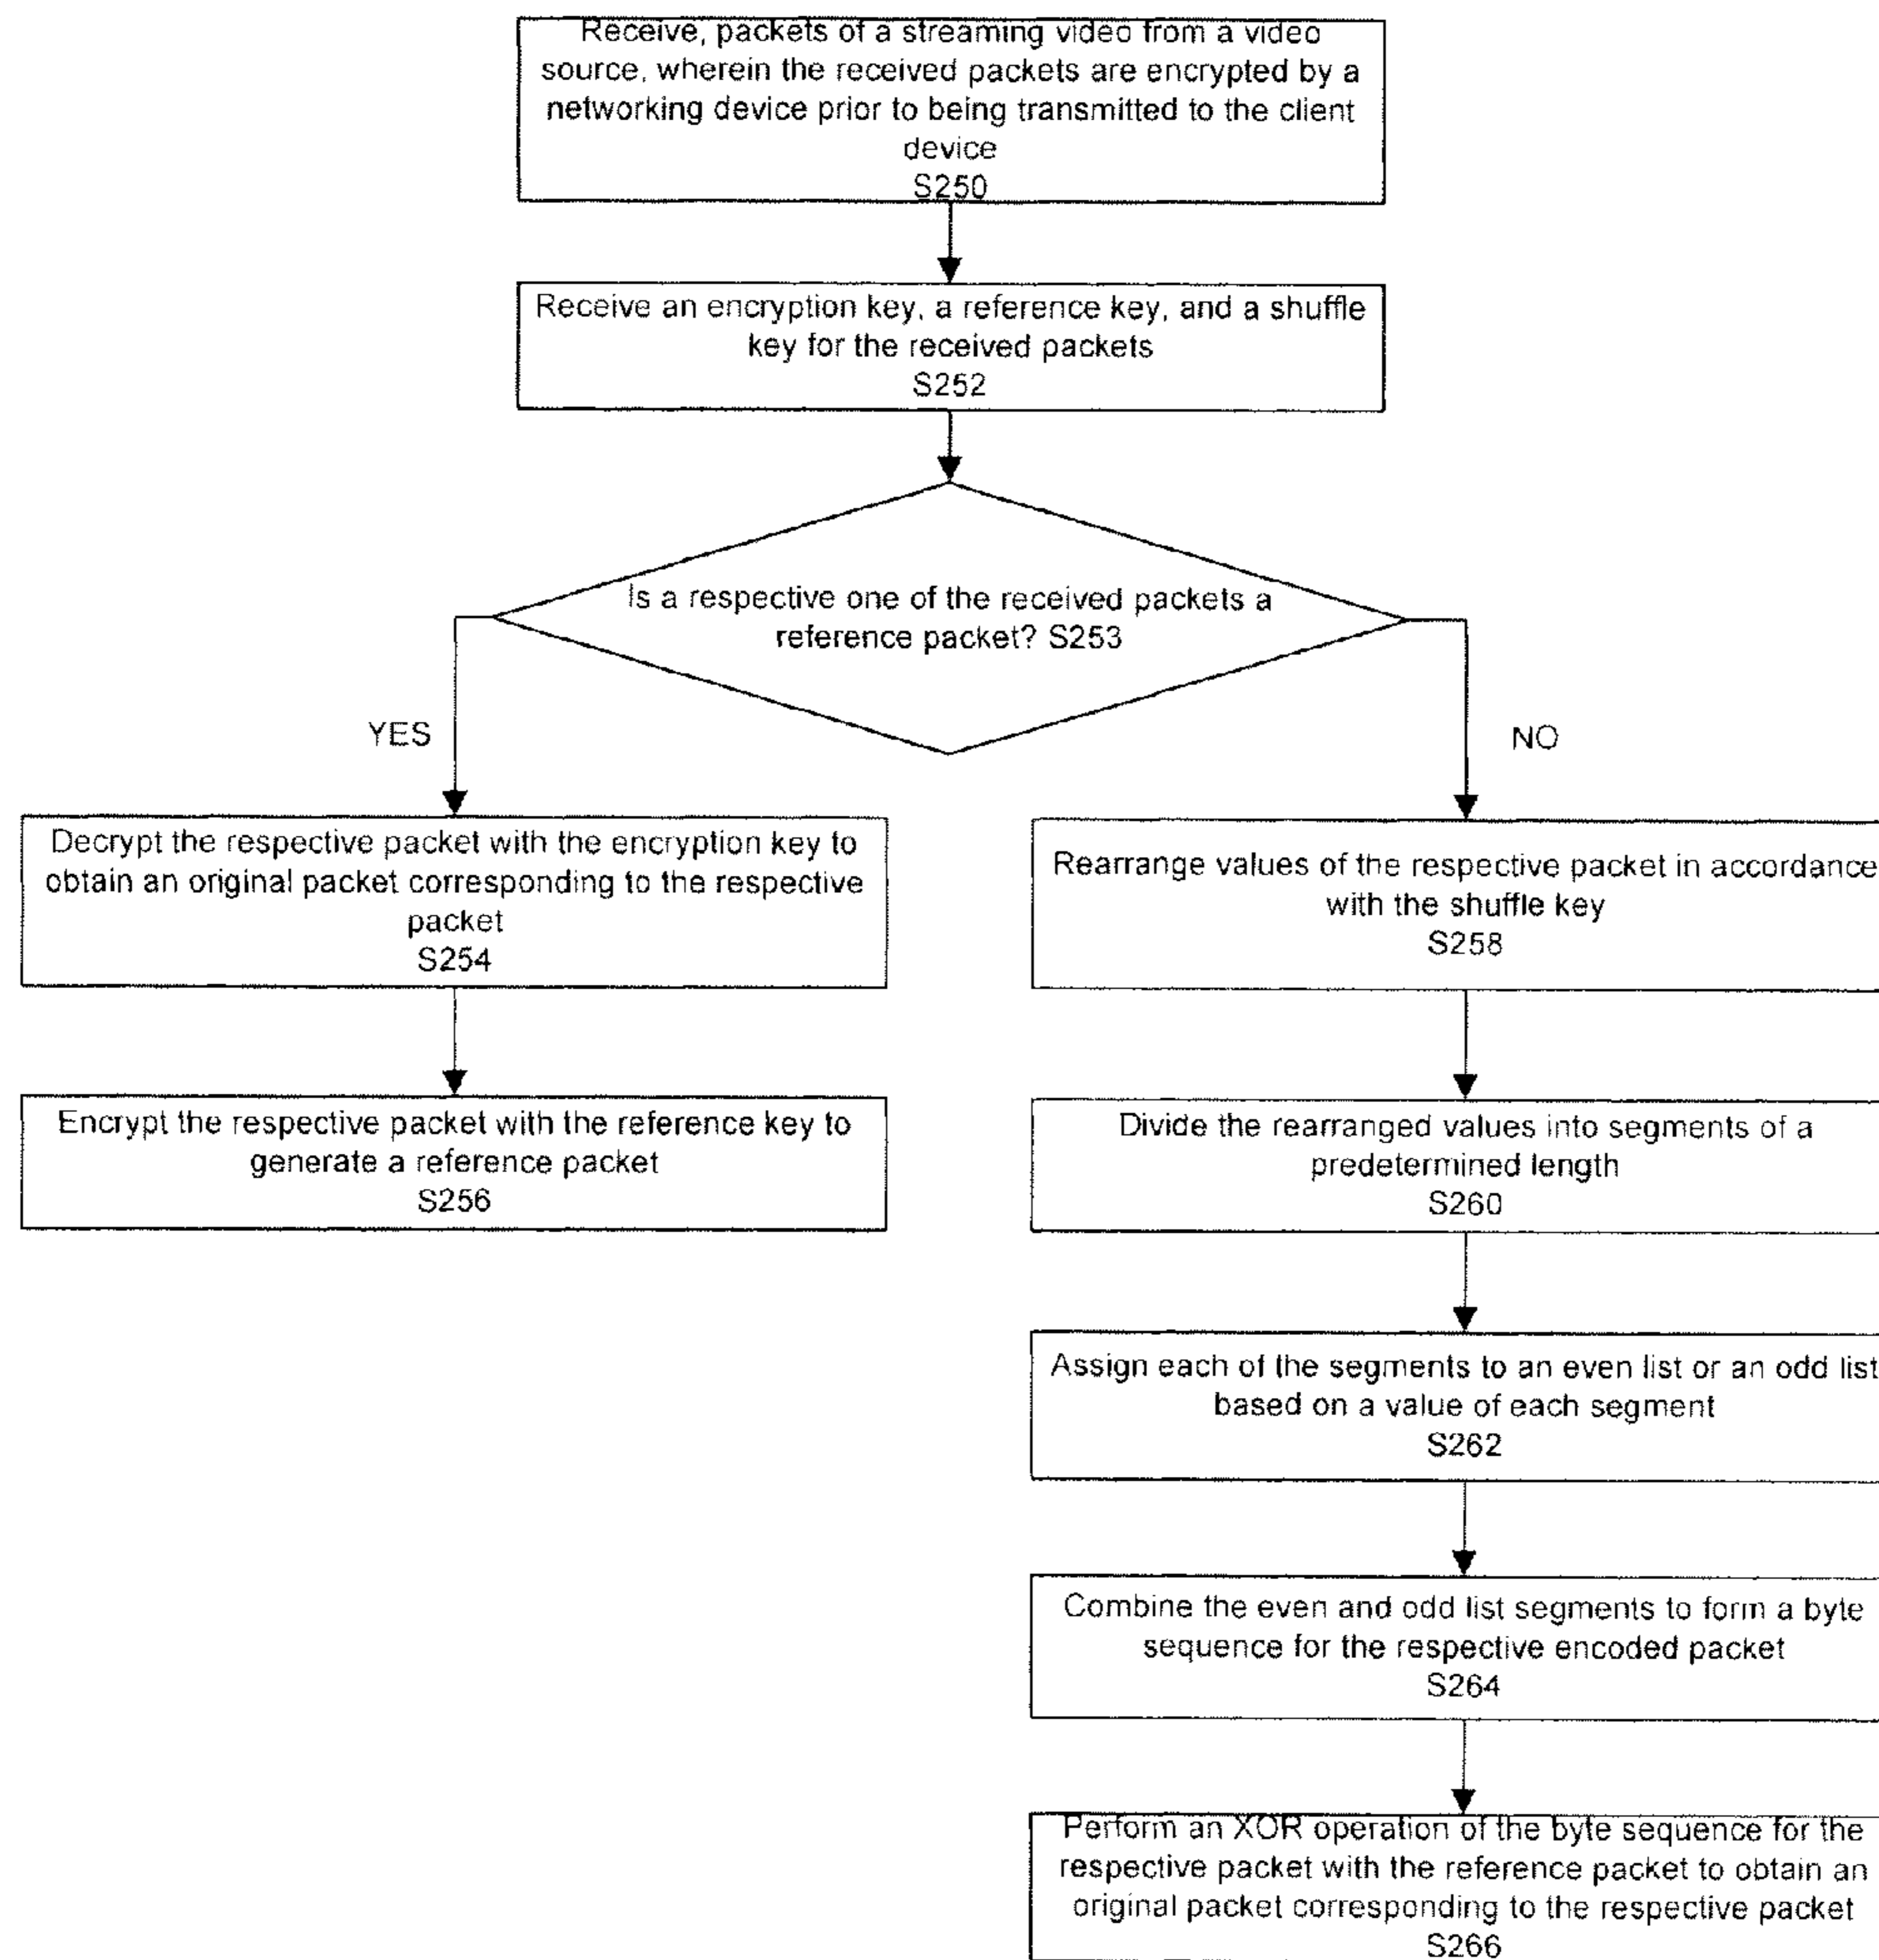 Receive, packets of a streaming video from a video
source, wherein the received packets are encrypted by a
networking device prior to being transmitted to the client
device
S250
Receive an encryption key, a reference key, and a shuffle
key for the received packets
S252
Is a respective one of the received packets a
reference packet? S253
YES
NO
Decrypt the respective packet with the encryption key to
obtain an original packet corresponding to the respective
packet
S254
Encrypt the respective packet with the reference key to
generate a reference packet
S256
Rearrange values of the respective packet in accordance
with the shuffle key
S258
Divide the rearranged values into segments of a
predetermined length
S260
Assign each of the segments to an even list or an odd list
based on a value of each segment
S262
Combine the even and odd list segments to form a byte
sequence for the respective encoded packet
S264
Perform an XOR operation of the byte sequence for the
respective packet with the reference packet to obtain an
original packet corresponding to the respective packet
S266